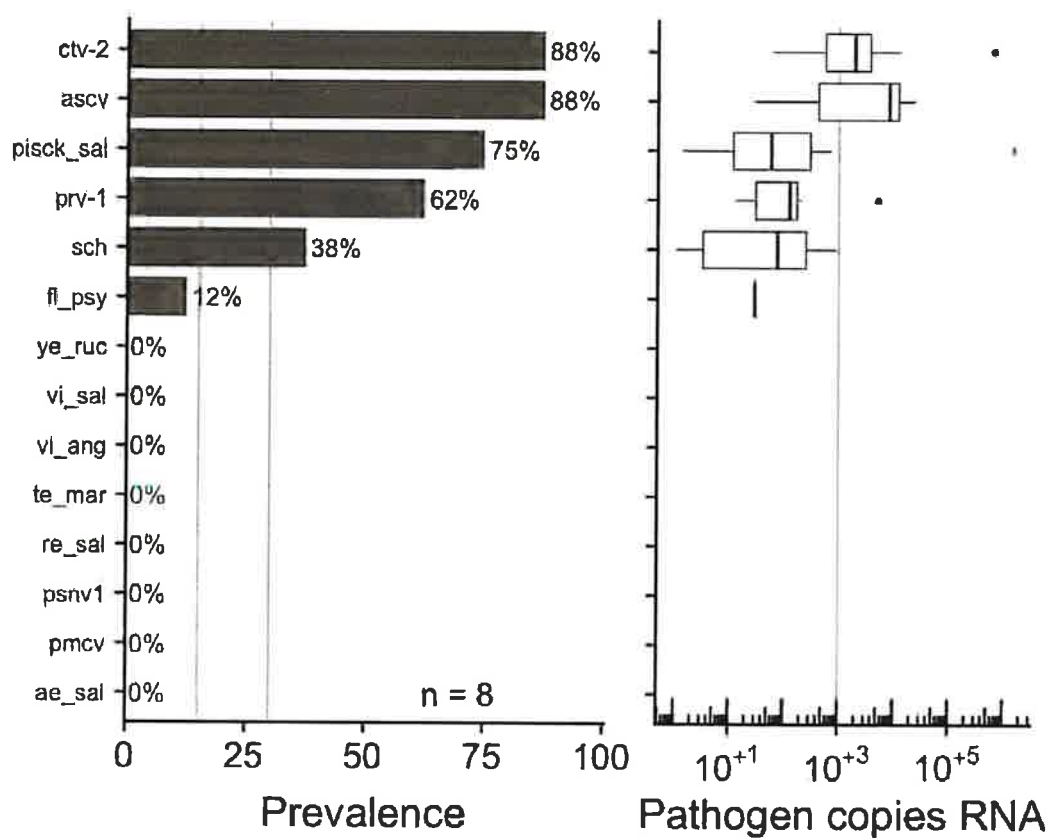 ctv-2 88%
ascv 88%
pisck_sal 75%
prv-1 62%
sch 38%
fl_psy 12%
ye_ruc 0%
vi_sal 0%
vi_ang 0%
te_mar 0%
re_sal 0%
psnv1 0%
pmcv 0%
ae_sal 0% n = 8
0 25 50 75 100
10+1 10+3 10+5
Prevalence
Pathogen copies RNA